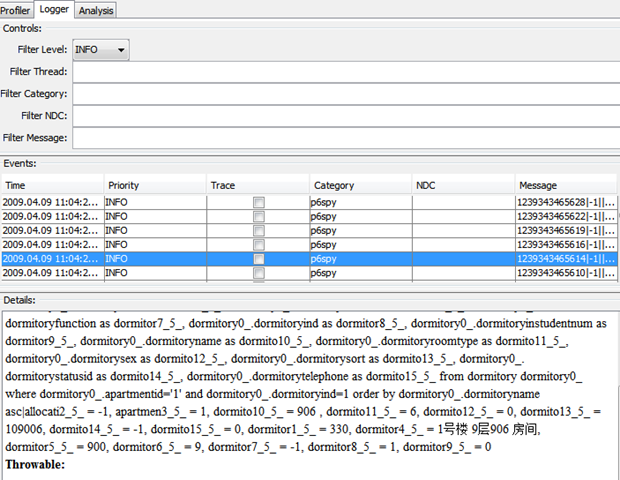 Profiler Logger Analysis
Controls:
Filter Level: INFO
Filter Thread:
Filter Category:
Filter NDC:
Filter Message:
Events:
Time Priority Trace Category NDC Message
2009.04.09 11:04:2... INFO p6spy 1239343465628|-1||...
2009.04.09 11:04:2... INFO p6spy 1239343465622|-1||...
2009.04.09 11:04:2... INFO p6spy 1239343465619|-1||...
2009.04.09 11:04:2... INFO p6spy 1239343465616|-1||...
2009.04.09 11:04:2... INFO p6spy 1239343465614|-1||...
2009.04.09 11:04:2... INFO p6spy 1239343465610|-1||...
Details:
dormitoryfunction as dormitor7_5_, dormitory0_.dormitoryind as dormitor8_5_, dormitory0_.dormitoryinstudentnum as
dormitor9_5_, dormitory0_.dormitoryname as dormito10_5_, dormitory0_.dormitoryroomtype as dormito11_5_,
dormitory0_.dormitorysex as dormito12_5_, dormitory0_.dormitorysort as dormito13_5_, dormitory0_.
dormitorystatusid as dormito14_5_, dormitory0_.dormitorytelephone as dormito15_5_ from dormitory dormitory0_
where dormitory0_.apartmentid='1' and dormitory0_.dormitoryind=1 order by dormitory0_.dormitoryname
asc|allocati2_5_ = -1, apartmen3_5_ = 1, dormito10_5_ = 906 , dormito11_5_ = 6, dormito12_5_ = 0, dormito13_5_ =
109006, dormito14_5_ = -1, dormito15_5_ = 0, dormitor1_5_ = 330, dormitor4_5_ = 1号楼 9层906 房间,
dormitor5_5_ = 900, dormitor6_5_ = 9, dormitor7_5_ = -1, dormitor8_5_ = 1, dormitor9_5_ = 0
Throwable: